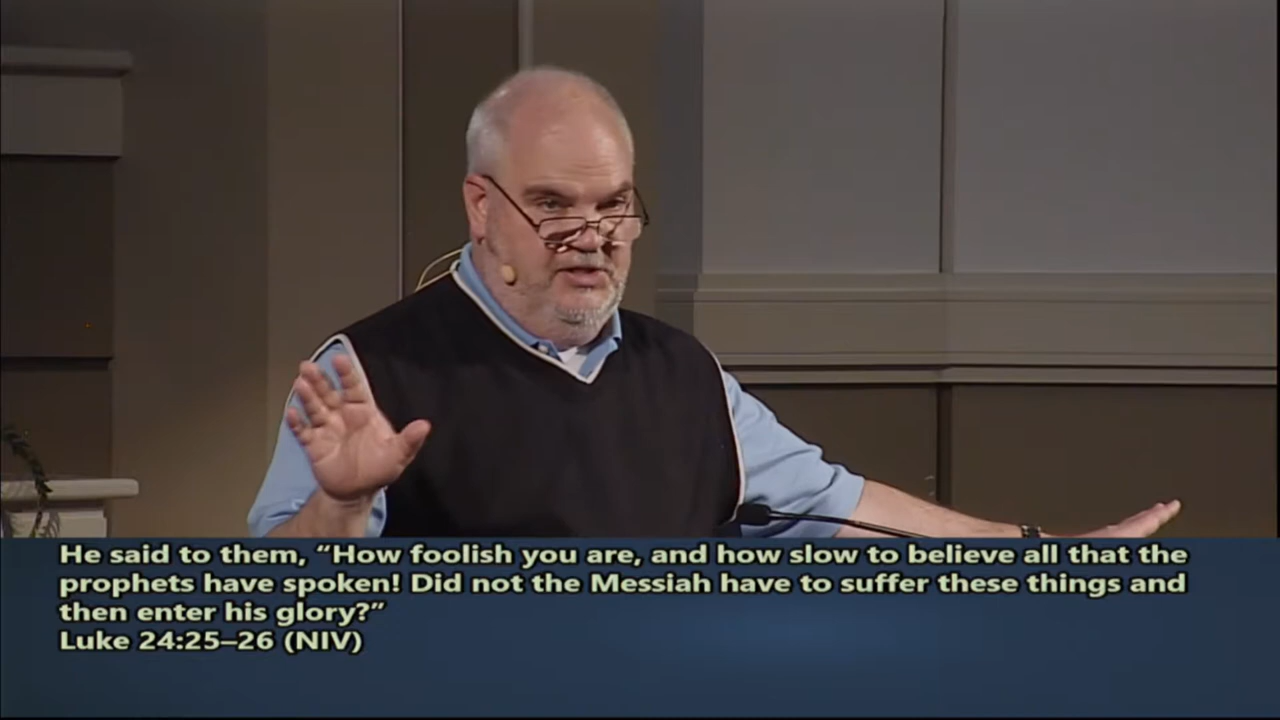 He said to them, “How foolish you are, and how slow to believe all that the
prophets have spoken! Did not the Messiah have to suffer these things and
then enter his glory?”
Luke 24:25–26 (NIV)